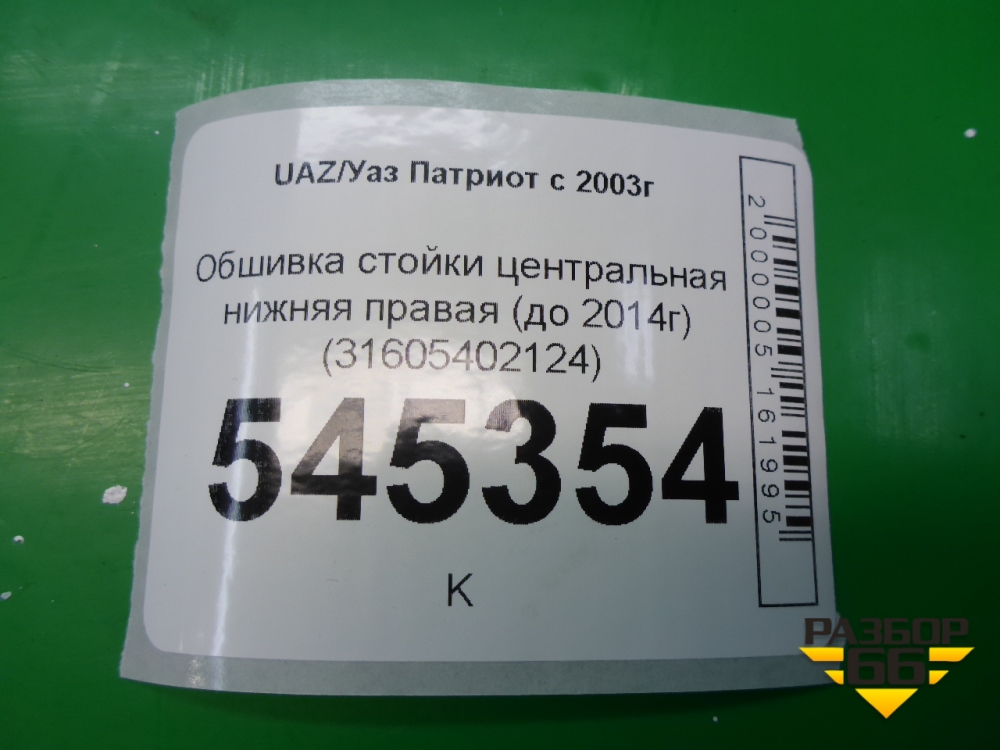 UAZ/Уаз Патриот с 2003г
Обшивка стойки центральная
нижняя правая (до 2014г)
(31605402124)
545354
К
2000005161995
РАЗБОР
66